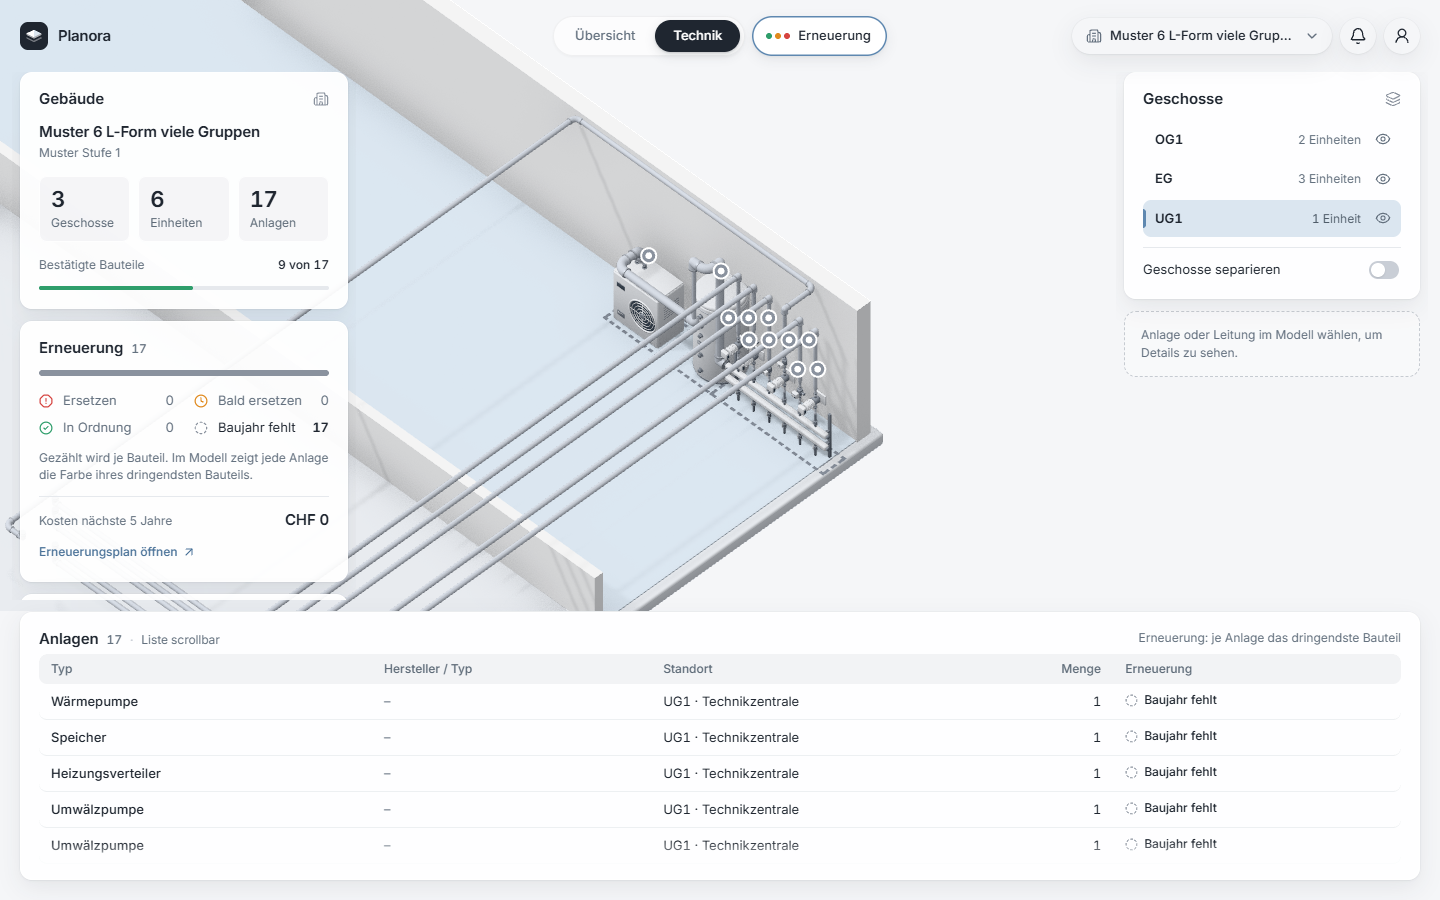 Planora
Übersicht
Technik
Erneuerung
Muster 6 L-Form viele Grup...
Gebäude
Muster 6 L-Form viele Gruppen
Muster Stufe 1
3 6 17
Geschosse Einheiten Anlagen
Bestätigte Bauteile 9 von 17
Erneuerung 17
Ersetzen 0 Bald ersetzen 0
In Ordnung 0 Baujahr fehlt 17
Gezählt wird je Bauteil. Im Modell zeigt jede Anlage
die Farbe ihres dringendsten Bauteils.
Kosten nächste 5 Jahre CHF 0
Erneuerungsplan öffnen
Geschosse
OG1 2 Einheiten
EG 3 Einheiten
UG1 1 Einheit
Geschosse separieren
Anlage oder Leitung im Modell wählen, um
Details zu sehen.
Anlagen 17 · Liste scrollbar
Erneuerung: je Anlage das dringendste Bauteil
Typ Hersteller / Typ Standort Menge Erneuerung
Wärmepumpe – UG1 · Technikzentrale 1 Baujahr fehlt
Speicher – UG1 · Technikzentrale 1 Baujahr fehlt
Heizungsverteiler – UG1 · Technikzentrale 1 Baujahr fehlt
Umwälzpumpe – UG1 · Technikzentrale 1 Baujahr fehlt
Umwälzpumpe – UG1 · Technikzentrale 1 Baujahr fehlt